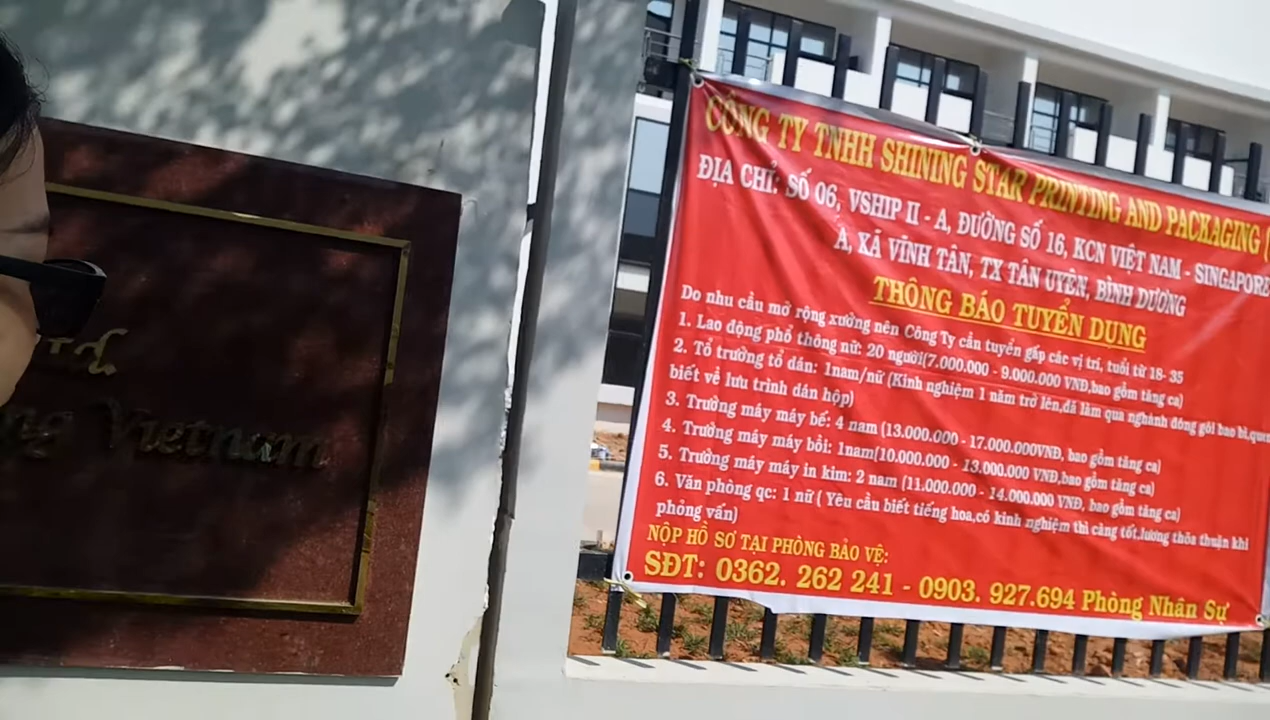 td.
ng Vietnam
CÔNG TY TNHH SHINING STAR PRINTING AND PACKAGING (
ĐỊA CHỈ: SỐ 06, VSHIP II - A, ĐƯỜNG SỐ 16, KCN VIỆT NAM - SINGAPORE
A, XÃ VĨNH TÂN, TX TÂN UYÊN, BÌNH DƯƠNG
THÔNG BÁO TUYỂN DỤNG
Do nhu cầu mở rộng xưởng nên Công Ty cần tuyển gấp các vị trí, tuổi từ 18- 35
1. Lao động phổ thông nữ: 20 người(7.000.000 - 9.000.000 VNĐ,bao gồm tăng ca)
2. Tổ trưởng tổ dán: 1nam/nữ (Kinh nghiệm 1 năm trở lên,đã làm qua nghành đóng gói bao bì,quen
biết về lưu trình dán hộp)
3. Trưởng máy máy bế: 4 nam (13.000.000 - 17.000.000VNĐ, bao gồm tăng ca)
4. Trưởng máy máy bồi: 1nam(10.000.000 - 13.000.000 VNĐ,bao gồm tăng ca)
5. Trưởng máy máy in kim: 2 nam (11.000.000 - 14.000.000 VNĐ, bao gồm tăng ca)
6. Văn phòng qc: 1 nữ ( Yêu cầu biết tiếng hoa,có kinh nghiệm thì càng tốt.lương thỏa thuận khi
phỏng vấn)
NỘP HỒ SƠ TẠI PHÒNG BẢO VỆ:
SĐT: 0362. 262 241 - 0903. 927.694 Phòng Nhân Sự